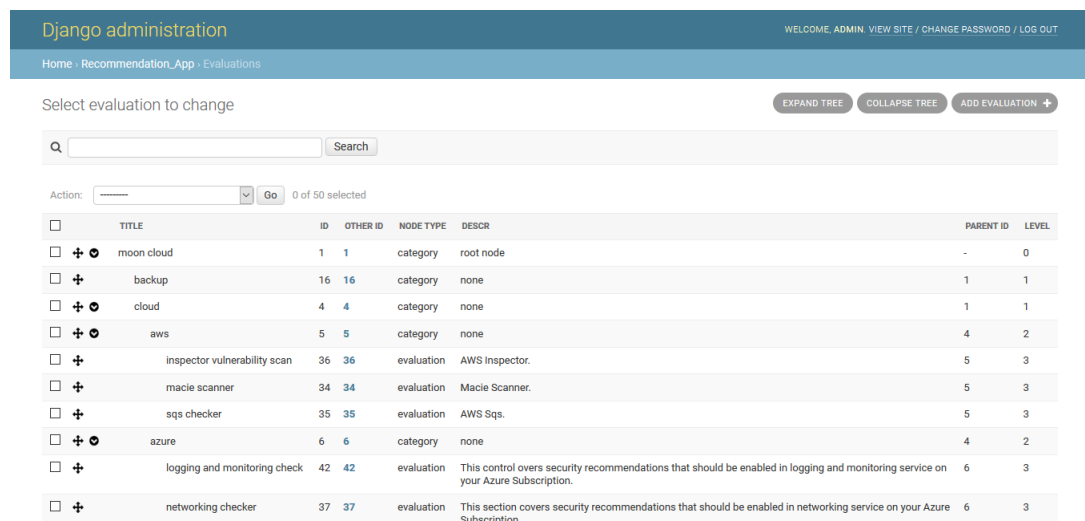 Django administration
WELCOME, ADMIN. VIEW SITE / CHANGE PASSWORD / LOG OUT
Home › Recommendation_App › Evaluations
Select evaluation to change
EXPAND TREE COLLAPSE TREE ADD EVALUATION +
Search
Action: --------- Go 0 of 50 selected
TITLE ID OTHER ID NODE TYPE DESCR PARENT ID LEVEL
moon cloud 1 1 category root node - 0
backup 16 16 category none 1 1
cloud 4 4 category none 1 1
aws 5 5 category none 4 2
inspector vulnerability scan 36 36 evaluation AWS Inspector. 5 3
macie scanner 34 34 evaluation Macie Scanner. 5 3
sqs checker 35 35 evaluation AWS Sqs. 5 3
azure 6 6 category none 4 2
logging and monitoring check 42 42 evaluation This control overs security recommendations that should be enabled in logging and monitoring service on 6 3
your Azure Subscription.
networking checker 37 37 evaluation This section covers security recommendations that should be enabled in networking service on your Azure 6 3
Subscription.